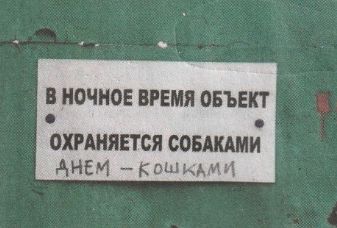 В НОЧНОЕ ВРЕМЯ ОБЪЕКТ
ОХРАНЯЕТСЯ СОБАКАМИ
ДНЕМ – КОШКАМИ